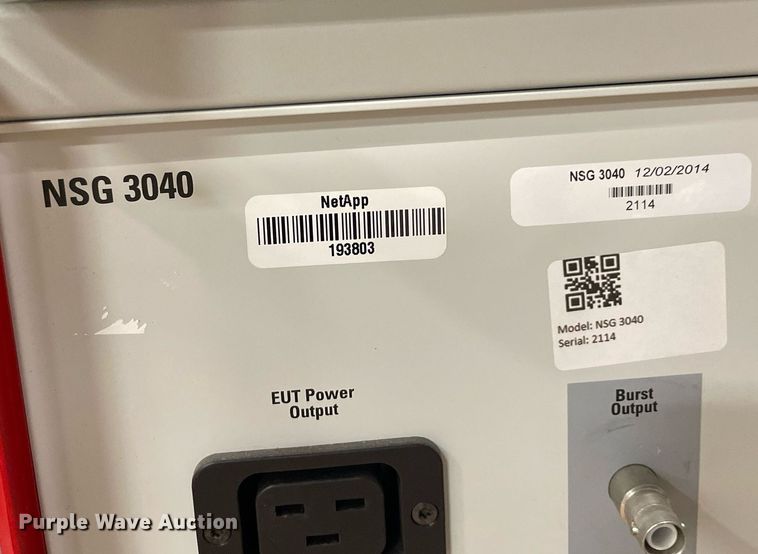 NSG 3040
NetApp
193803
NSG 3040 12/02/2014
2114
Model: NSG 3040
Serial: 2114
EUT Power
Output
Burst
Output
Purple Wave Auction